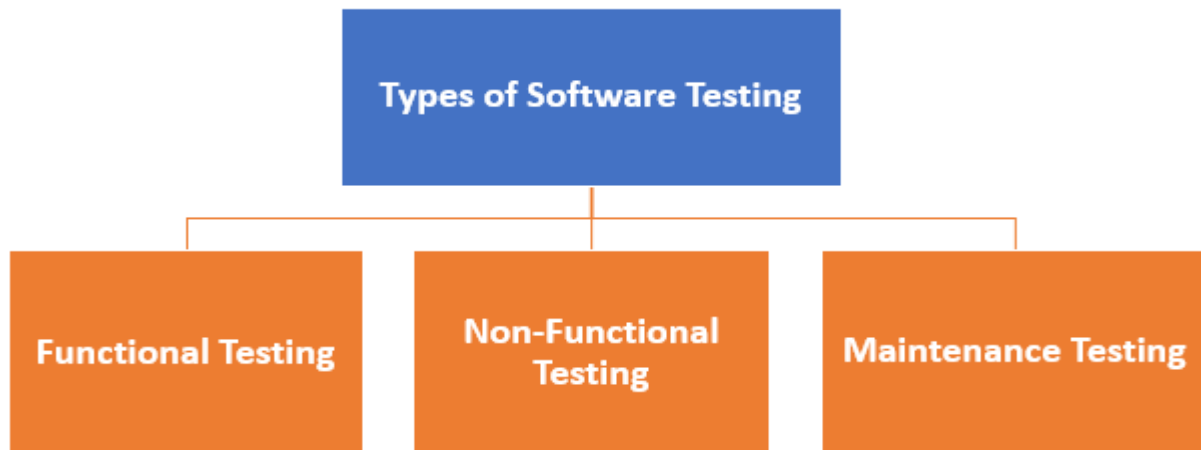 Types of Software Testing
Functional Testing
Non-Functional
Testing
Maintenance Testing